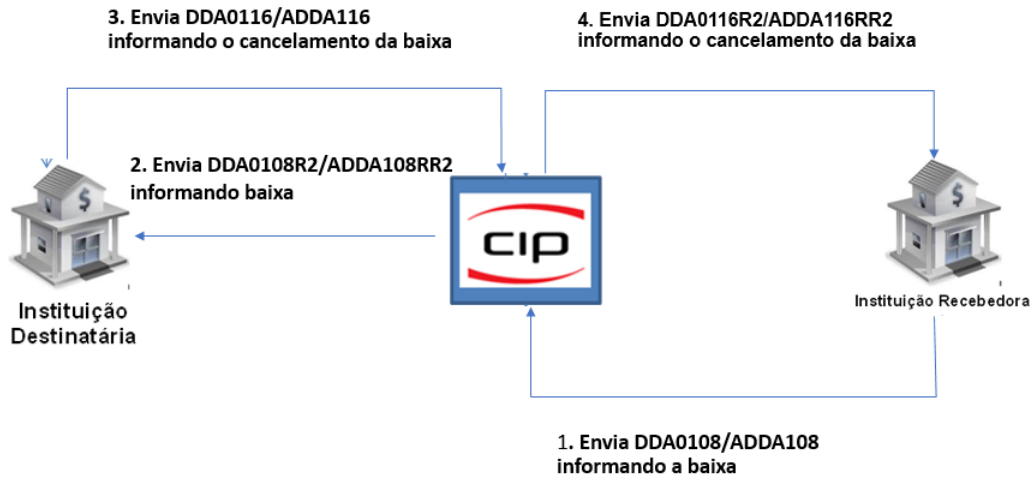 3. Envia DDA0116/ADDA116
informando o cancelamento da baixa
4. Envia DDA0116R2/ADDA116RR2
informando o cancelamento da baixa
2. Envia DDA0108R2/ADDA108RR2
informando baixa
$
cip
$
Instituição
Destinatária
Instituição Recebedora
1. Envia DDA0108/ADDA108
informando a baixa